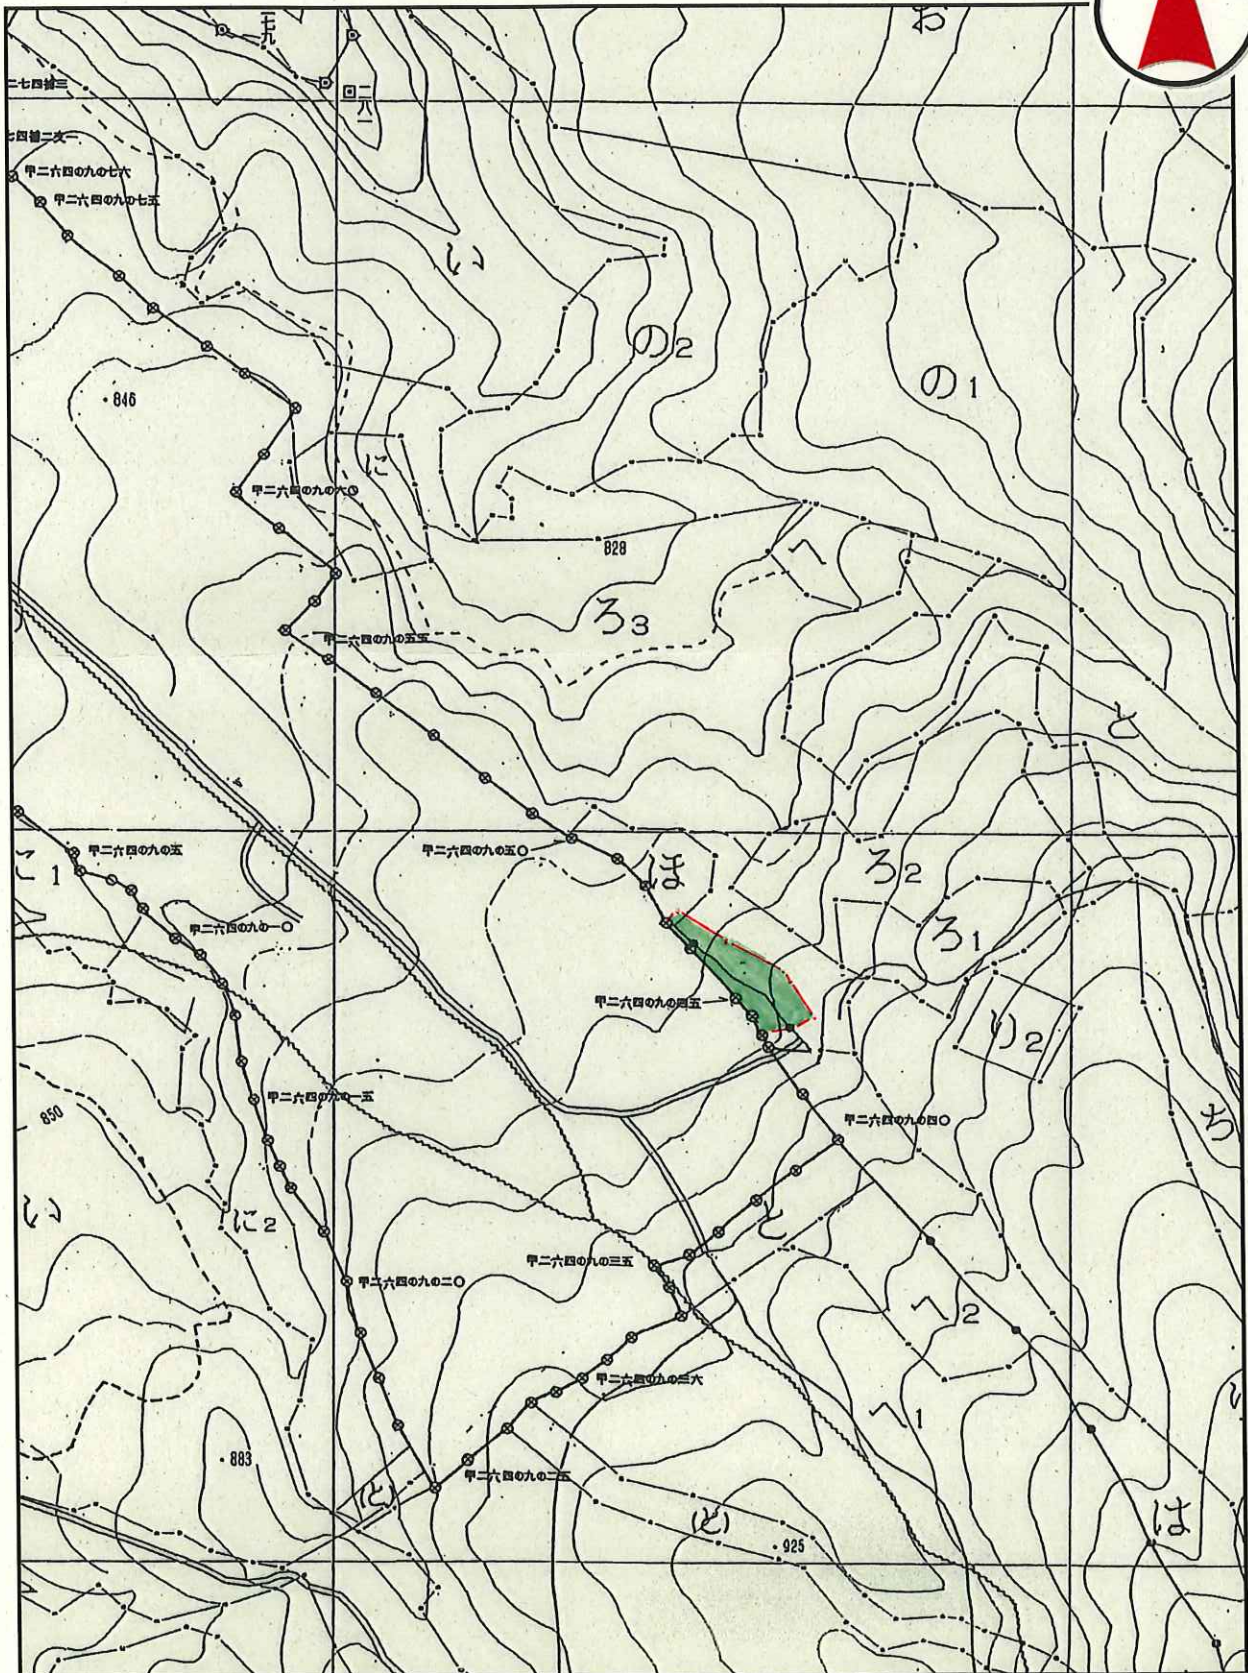 お
二八一
二七四補三
七四補二次一
甲二六四の九の七六
甲二六四の九の七五
い
の2
の1
846
に
甲二六四の九の六〇
828
へ
ろ3
甲二六四の九の五五
と
甲二六四の九の五
甲二六四の九の五〇
ほ
ろ2
に1
甲二六四の九の一〇
ろ1
甲二六四の九の四五
り2
甲二六四の九の一五
850
甲二六四の九の四〇
ち
い
に2
と
甲二六四の九の三五
甲二六四の九の二〇
へ2
甲二六四の九の二六
へ1
883
甲二六四の九の二五
(と)
(と)
925
は